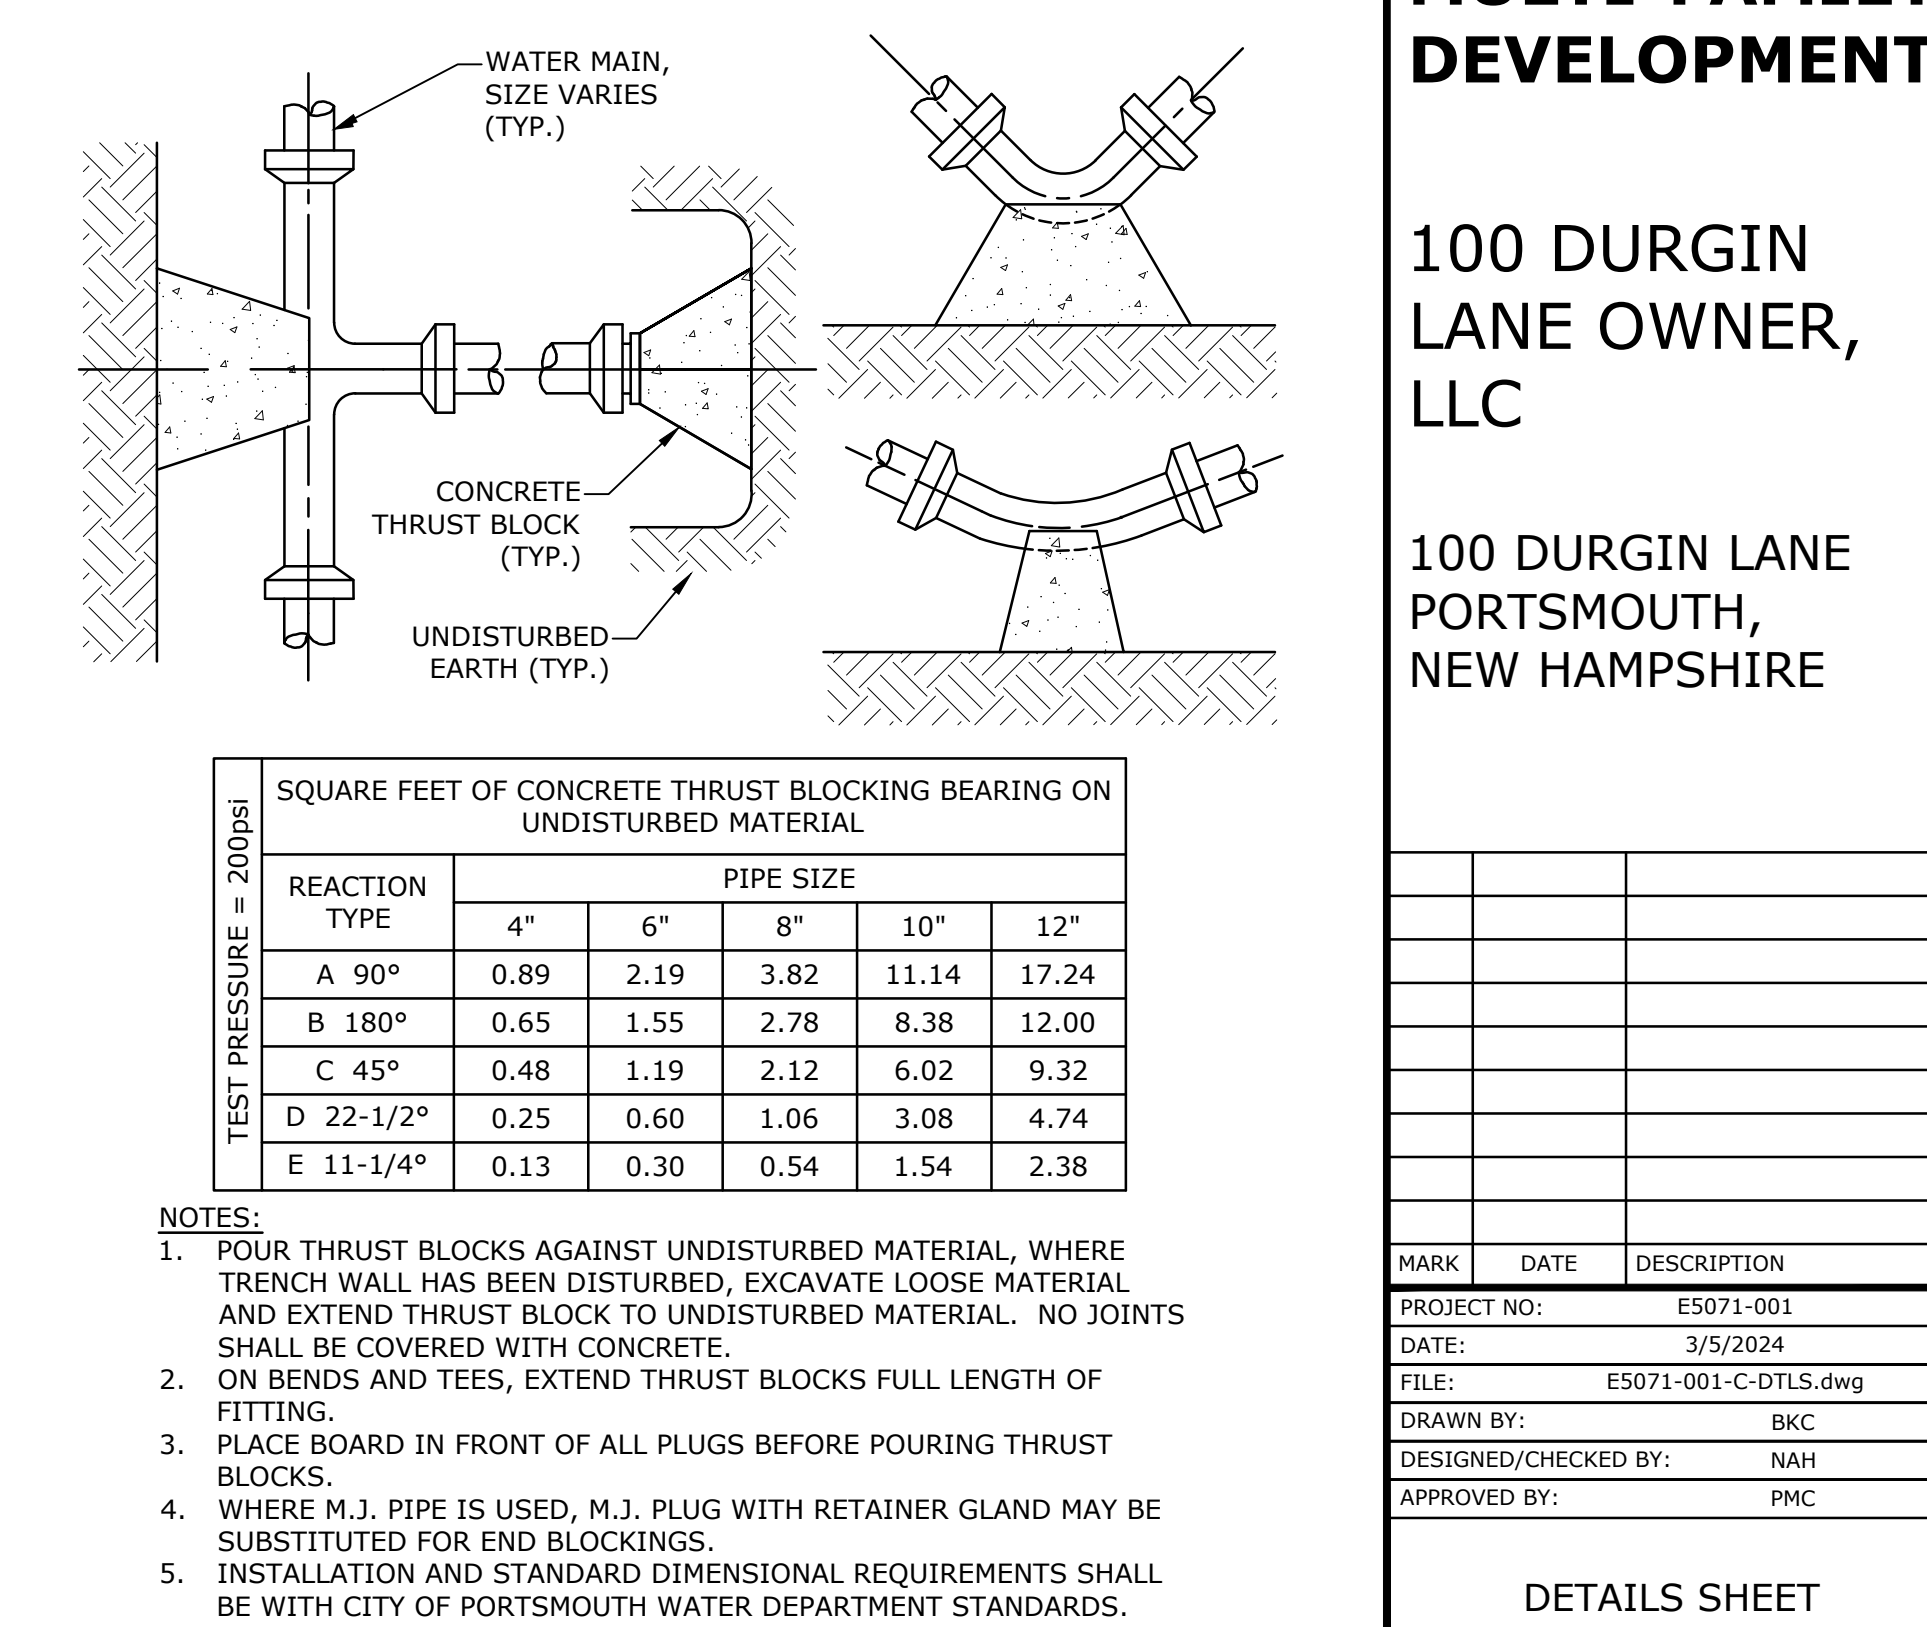 WATER MAIN,
SIZE VARIES
(TYP.)
CONCRETE
THRUST BLOCK
(TYP.)
UNDISTURBED
EARTH (TYP.)
TEST PRESSURE = 200psi
SQUARE FEET OF CONCRETE THRUST BLOCKING BEARING ON
UNDISTURBED MATERIAL
REACTION
TYPE
PIPE SIZE
4" 6" 8" 10" 12"
A 90° 0.89 2.19 3.82 11.14 17.24
B 180° 0.65 1.55 2.78 8.38 12.00
C 45° 0.48 1.19 2.12 6.02 9.32
D 22-1/2° 0.25 0.60 1.06 3.08 4.74
E 11-1/4° 0.13 0.30 0.54 1.54 2.38
NOTES:
1. POUR THRUST BLOCKS AGAINST UNDISTURBED MATERIAL, WHERE
TRENCH WALL HAS BEEN DISTURBED, EXCAVATE LOOSE MATERIAL
AND EXTEND THRUST BLOCK TO UNDISTURBED MATERIAL. NO JOINTS
SHALL BE COVERED WITH CONCRETE.
2. ON BENDS AND TEES, EXTEND THRUST BLOCKS FULL LENGTH OF
FITTING.
3. PLACE BOARD IN FRONT OF ALL PLUGS BEFORE POURING THRUST
BLOCKS.
4. WHERE M.J. PIPE IS USED, M.J. PLUG WITH RETAINER GLAND MAY BE
SUBSTITUTED FOR END BLOCKINGS.
5. INSTALLATION AND STANDARD DIMENSIONAL REQUIREMENTS SHALL
BE WITH CITY OF PORTSMOUTH WATER DEPARTMENT STANDARDS.
DEVELOPMENT
100 DURGIN
LANE OWNER,
LLC
100 DURGIN LANE
PORTSMOUTH,
NEW HAMPSHIRE
MARK DATE DESCRIPTION
PROJECT NO: E5071-001
DATE: 3/5/2024
FILE: E5071-001-C-DTLS.dwg
DRAWN BY: BKC
DESIGNED/CHECKED BY: NAH
APPROVED BY: PMC
DETAILS SHEET